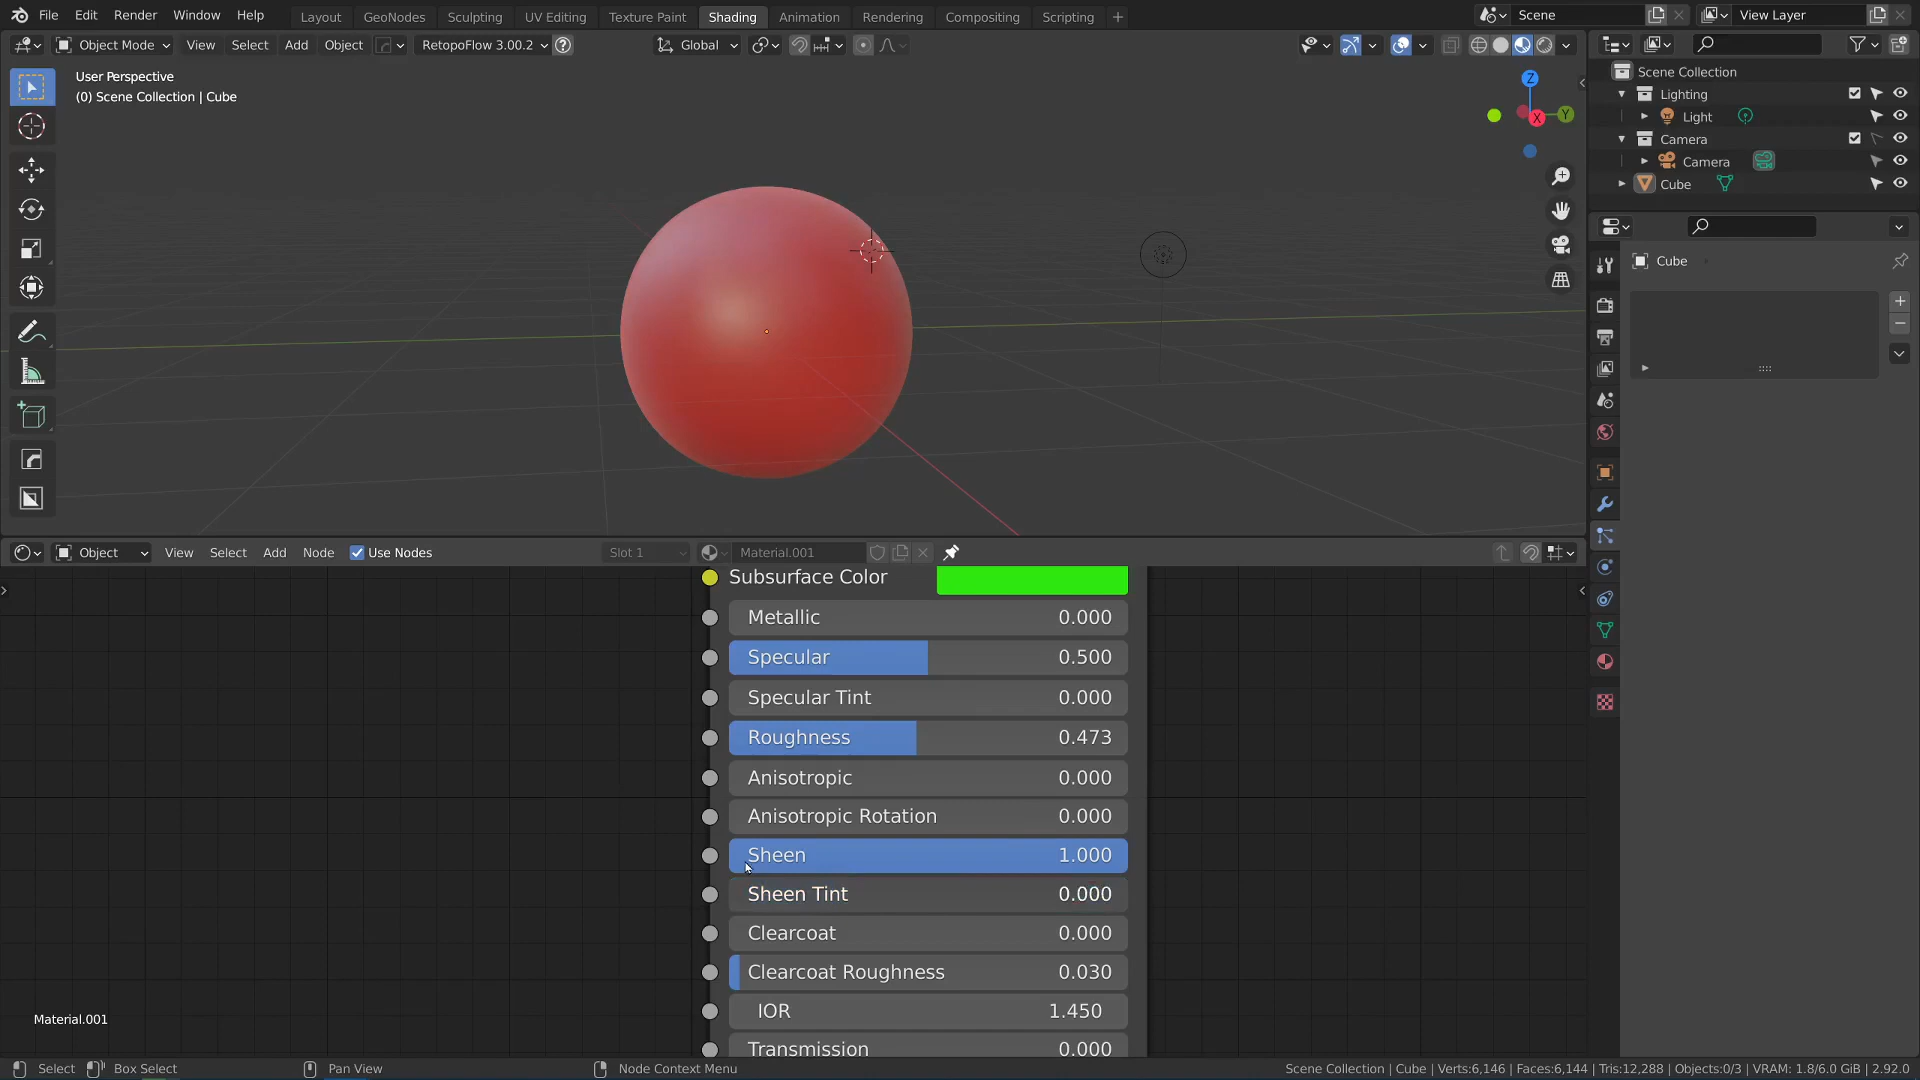 File Edit Render Window Help Layout GeoNodes Sculpting UV Editing Texture Paint Shading Animation Rendering Compositing Scripting + Scene View Layer
Object Mode View Select Add Object RetopoFlow 3.00.2 Global
User Perspective
(0) Scene Collection | Cube
Z
X
Y
Scene Collection
Lighting
Light
Camera
Camera
Cube
Cube
Object View Select Add Node Use Nodes Slot 1 Material.001
Subsurface Color
Metallic 0.000
Specular 0.500
Specular Tint 0.000
Roughness 0.473
Anisotropic 0.000
Anisotropic Rotation 0.000
Sheen 1.000
Sheen Tint 0.000
Clearcoat 0.000
Clearcoat Roughness 0.030
IOR 1.450
Transmission 0.000
Material.001
Select Box Select Pan View Node Context Menu Scene Collection | Cube | Verts:6,146 | Faces:6,144 | Tris:12,288 | Objects:0/3 | VRAM: 1.8/6.0 GiB | 2.92.0